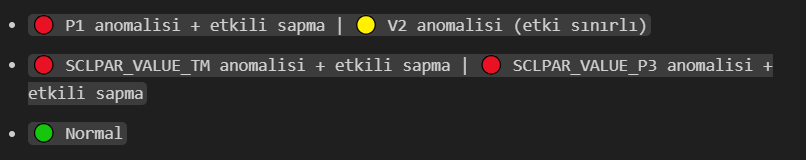 • 🔴 P1 anomalisi + etkili sapma | 🟡 V2 anomalisi (etki sınırlı)
• 🔴 SCLPAR_VALUE_TM anomalisi + etkili sapma | 🔴 SCLPAR_VALUE_P3 anomalisi +
etkili sapma
• 🟢 Normal